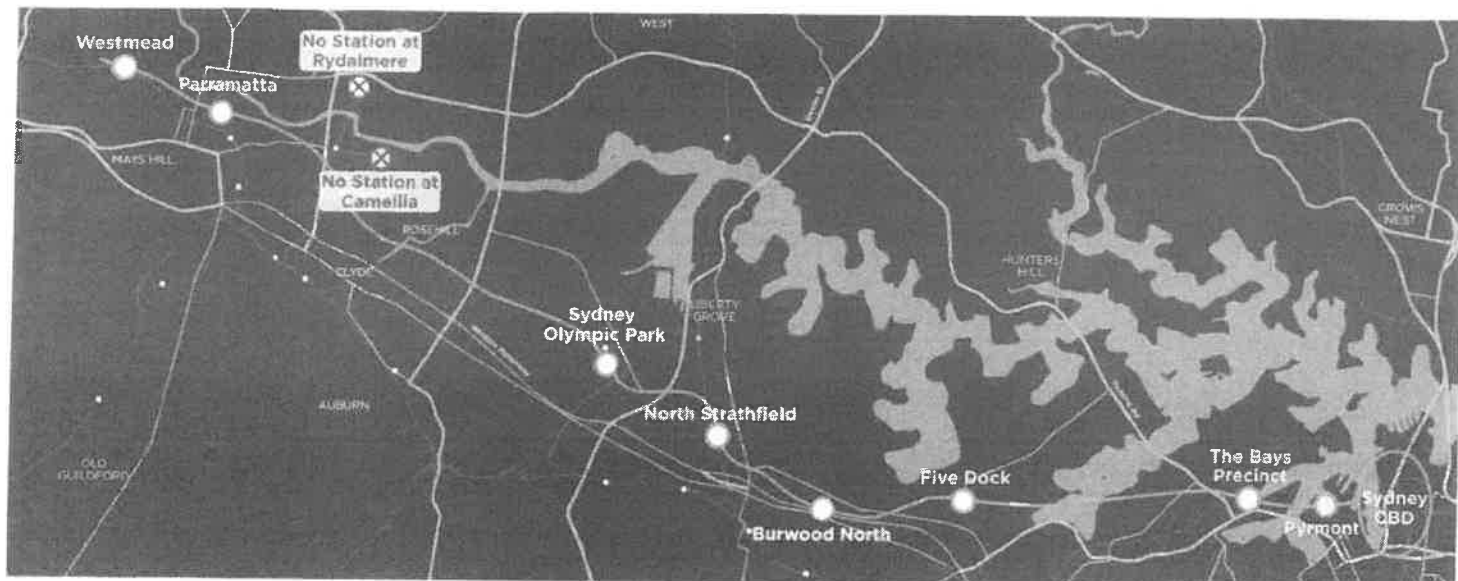 WEST
Westmead
No Station at
Rydalmere
Parramatta
MAYS HILL
No Station at
Camellia
ROSEHILL
CROWS
NEST
CLYDE
HUNTERS
HILL
Sydney
Olympic Park
LIBERTY
GROVE
AUBURN
North Strathfield
OLD
GUILDFORD
Five Dock
The Bays
Precinct
*Burwood North
Pyrmont
Sydney
CBD